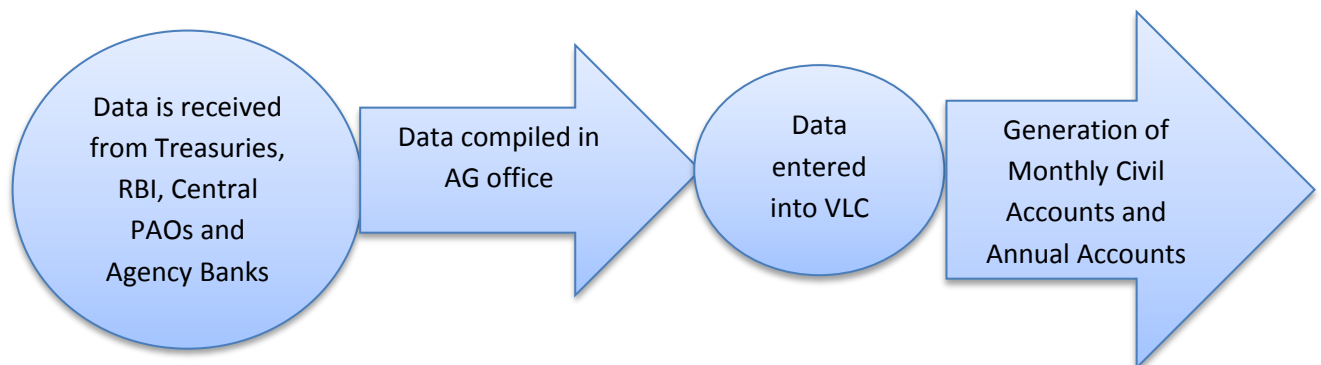 Data is received
from Treasuries,
RBI, Central
PAOs and
Agency Banks
Data compiled in
AG office
Data
entered
into VLC
Generation of
Monthly Civil
Accounts and
Annual Accounts